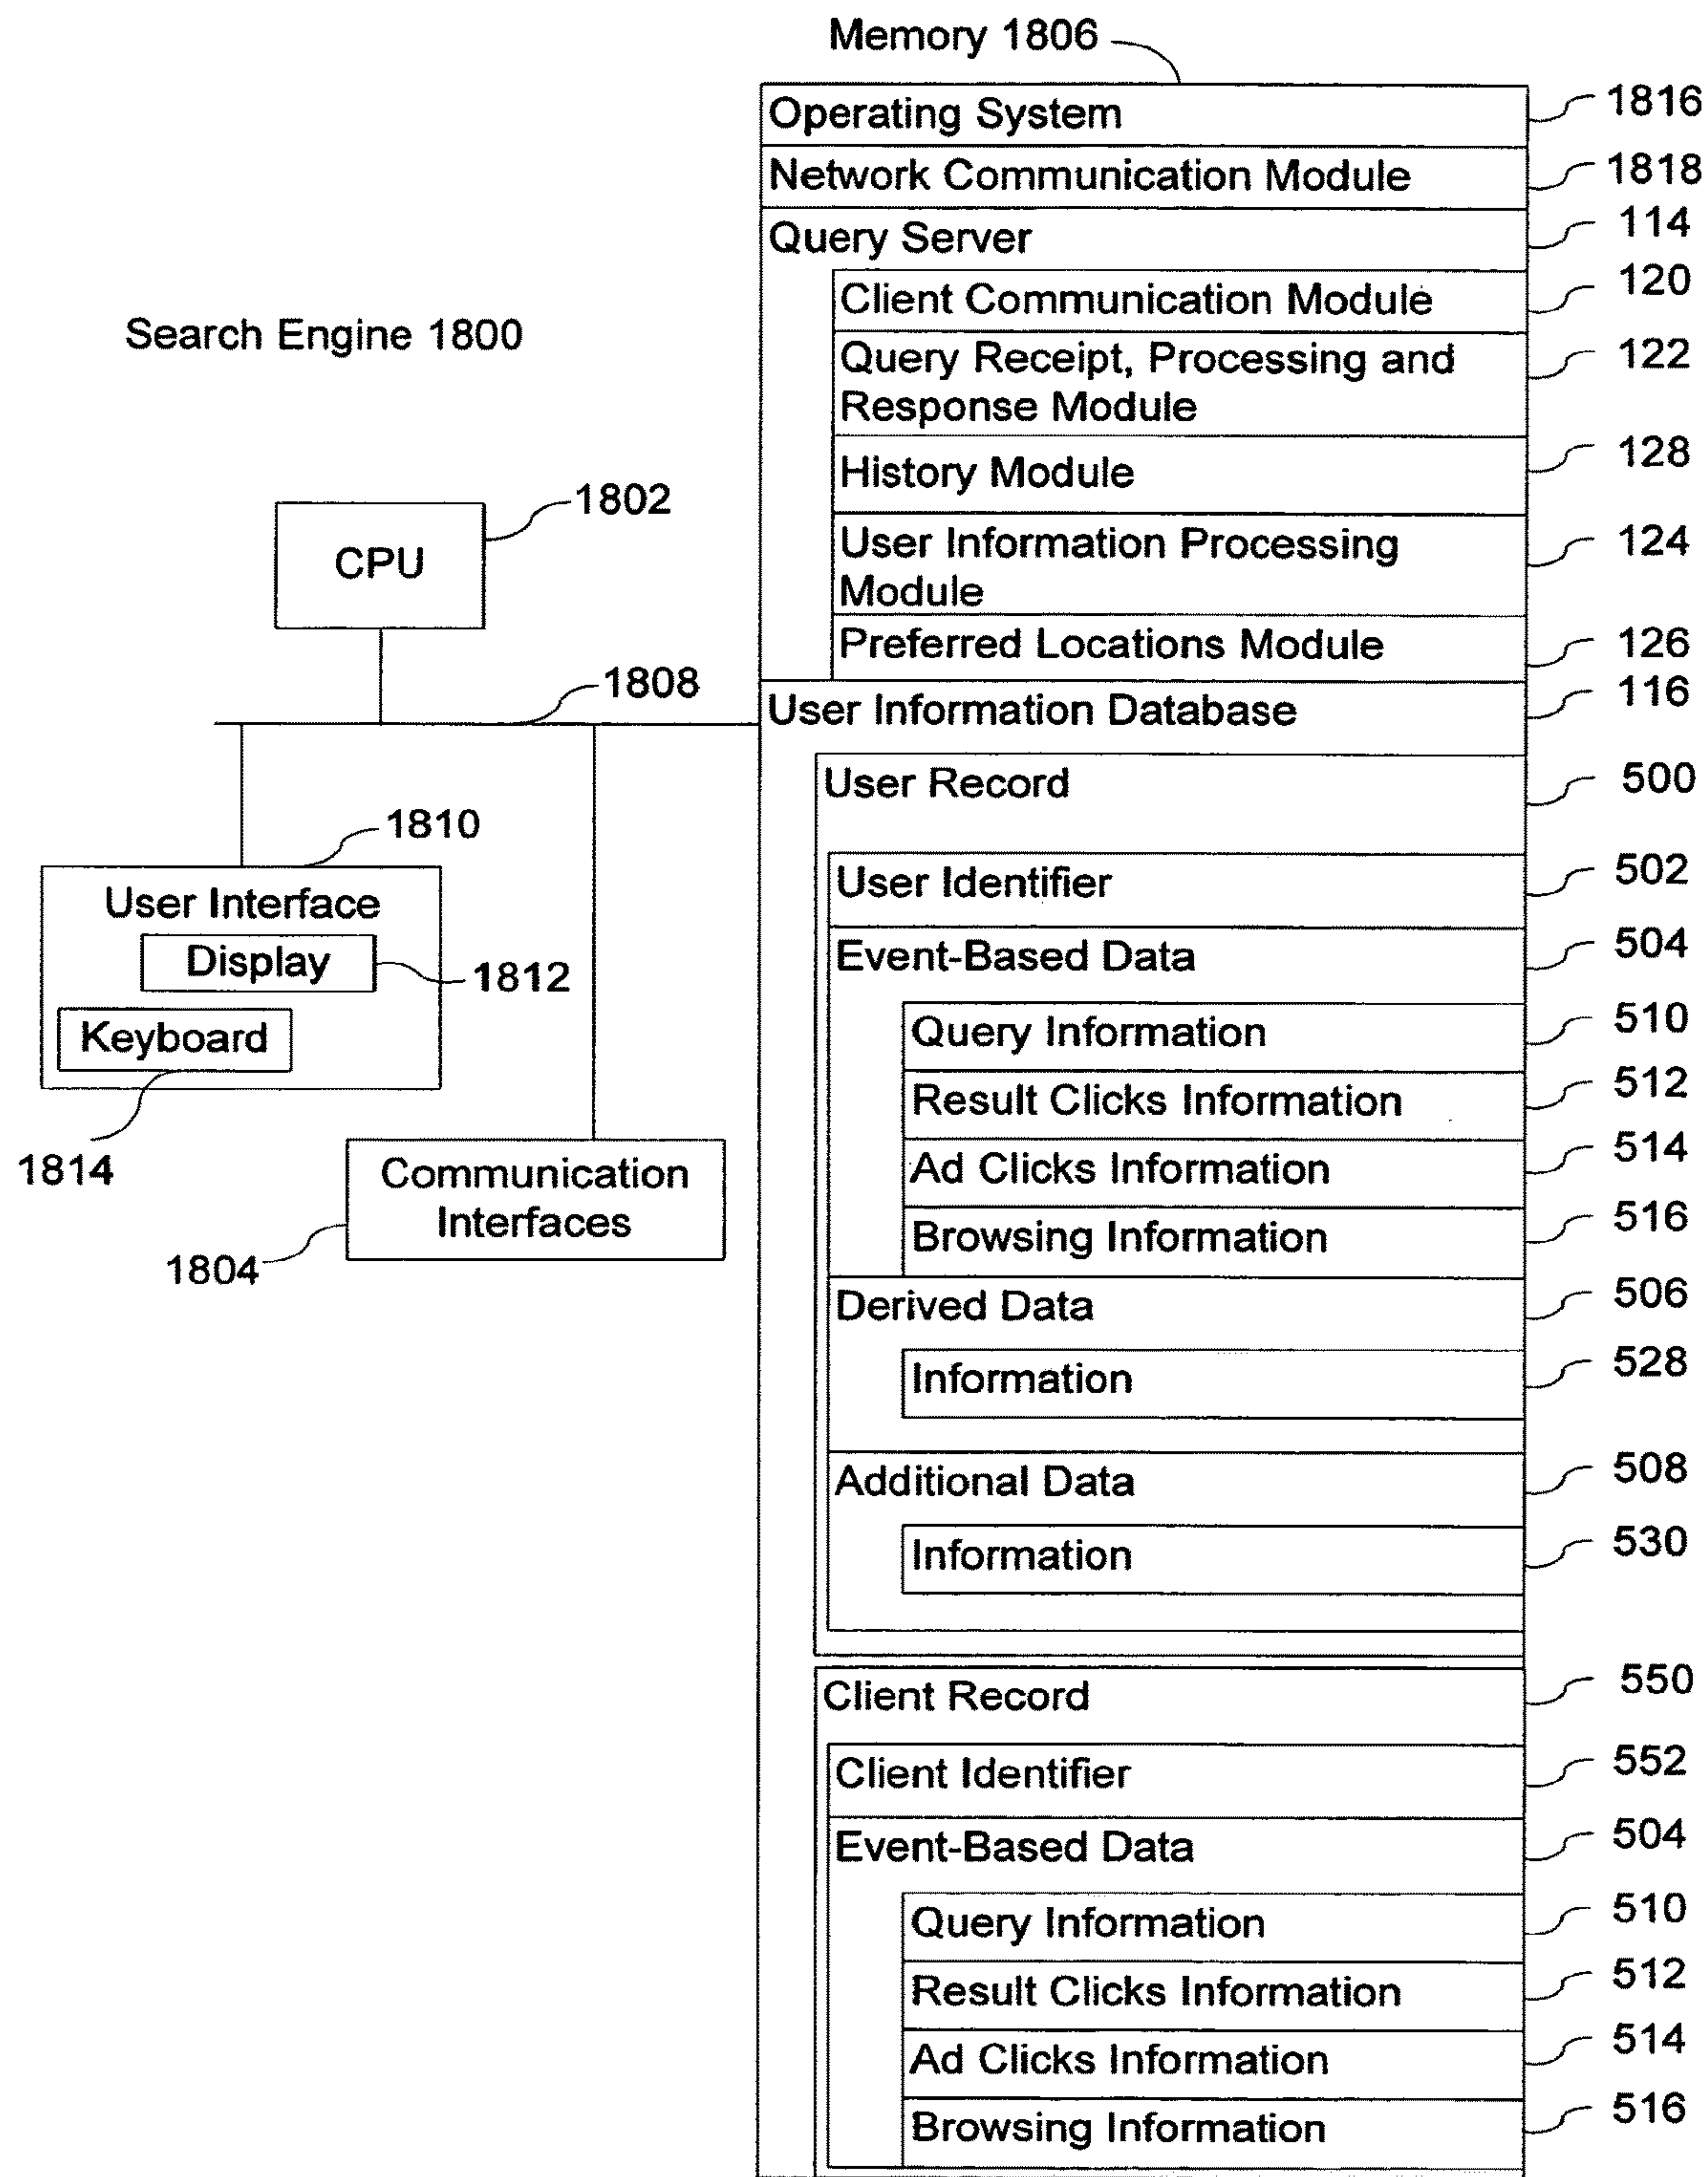 Memory 1806
Operating System 1816
Network Communication Module 1818
Query Server 114
Client Communication Module 120
Query Receipt, Processing and 122
Response Module
History Module 128
User Information Processing 124
Module
Preferred Locations Module 126
User Information Database 116
User Record 500
User Identifier 502
Event-Based Data 504
Query Information 510
Result Clicks Information 512
Ad Clicks Information 514
Browsing Information 516
Derived Data 506
Information 528
Additional Data 508
Information 530
Client Record 550
Client Identifier 552
Event-Based Data 504
Query Information 510
Result Clicks Information 512
Ad Clicks Information 514
Browsing Information 516
Search Engine 1800
1802
CPU
1808
1810
User Interface
Display
1812
Keyboard
1814
Communication
Interfaces
1804